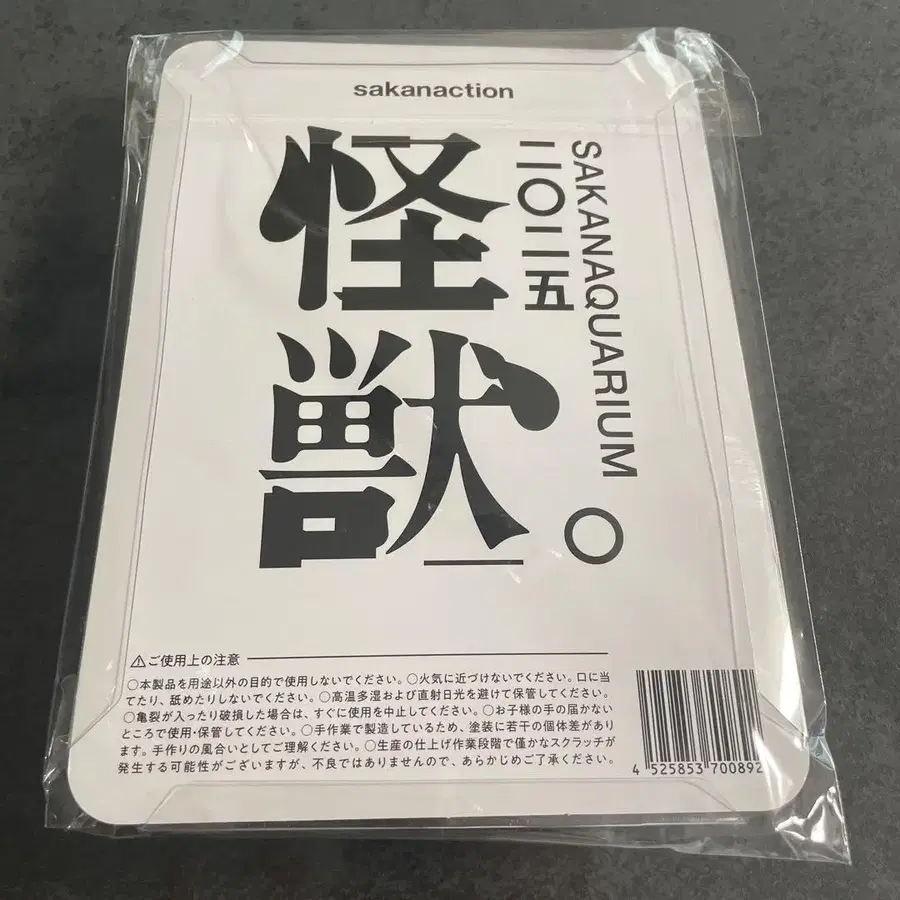 sakanaction
怪獣
SAKANAQUARIUM
二〇二五
○
⚠ご使用上の注意
○本製品を用途以外の目的で使用しないでください。○火気に近づけないでください。口に当
てたり、舐めたりしないでください。○高温多湿および直射日光を避けて保管してください。
○亀裂が入ったり破損した場合は、すぐに使用を中止してください。○お子様の手の届かない
ところで使用・保管してください。○手作業で製造しているため、塗装に若干の個体差があり
ます。手作りの風合いとしてご理解ください。○生産の仕上げ作業段階で僅かなスクラッチが
発生する可能性がございますが、不良ではありませんので、あらかじめご了承ください。
4 525853 700892